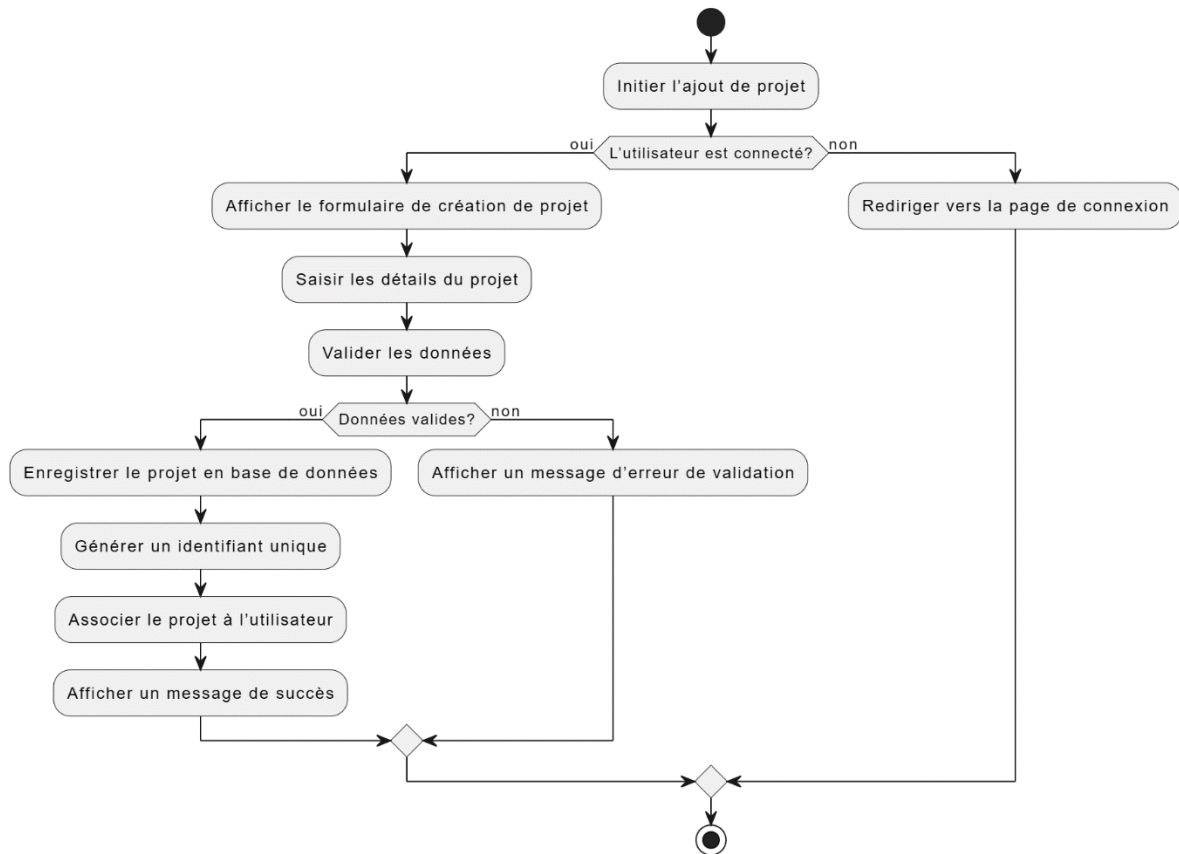 Initier l’ajout de projet
oui
L’utilisateur est connecté?
non
Afficher le formulaire de création de projet
Rediriger vers la page de connexion
Saisir les détails du projet
Valider les données
oui
Données valides?
non
Enregistrer le projet en base de données
Afficher un message d’erreur de validation
Générer un identifiant unique
Associer le projet à l’utilisateur
Afficher un message de succès